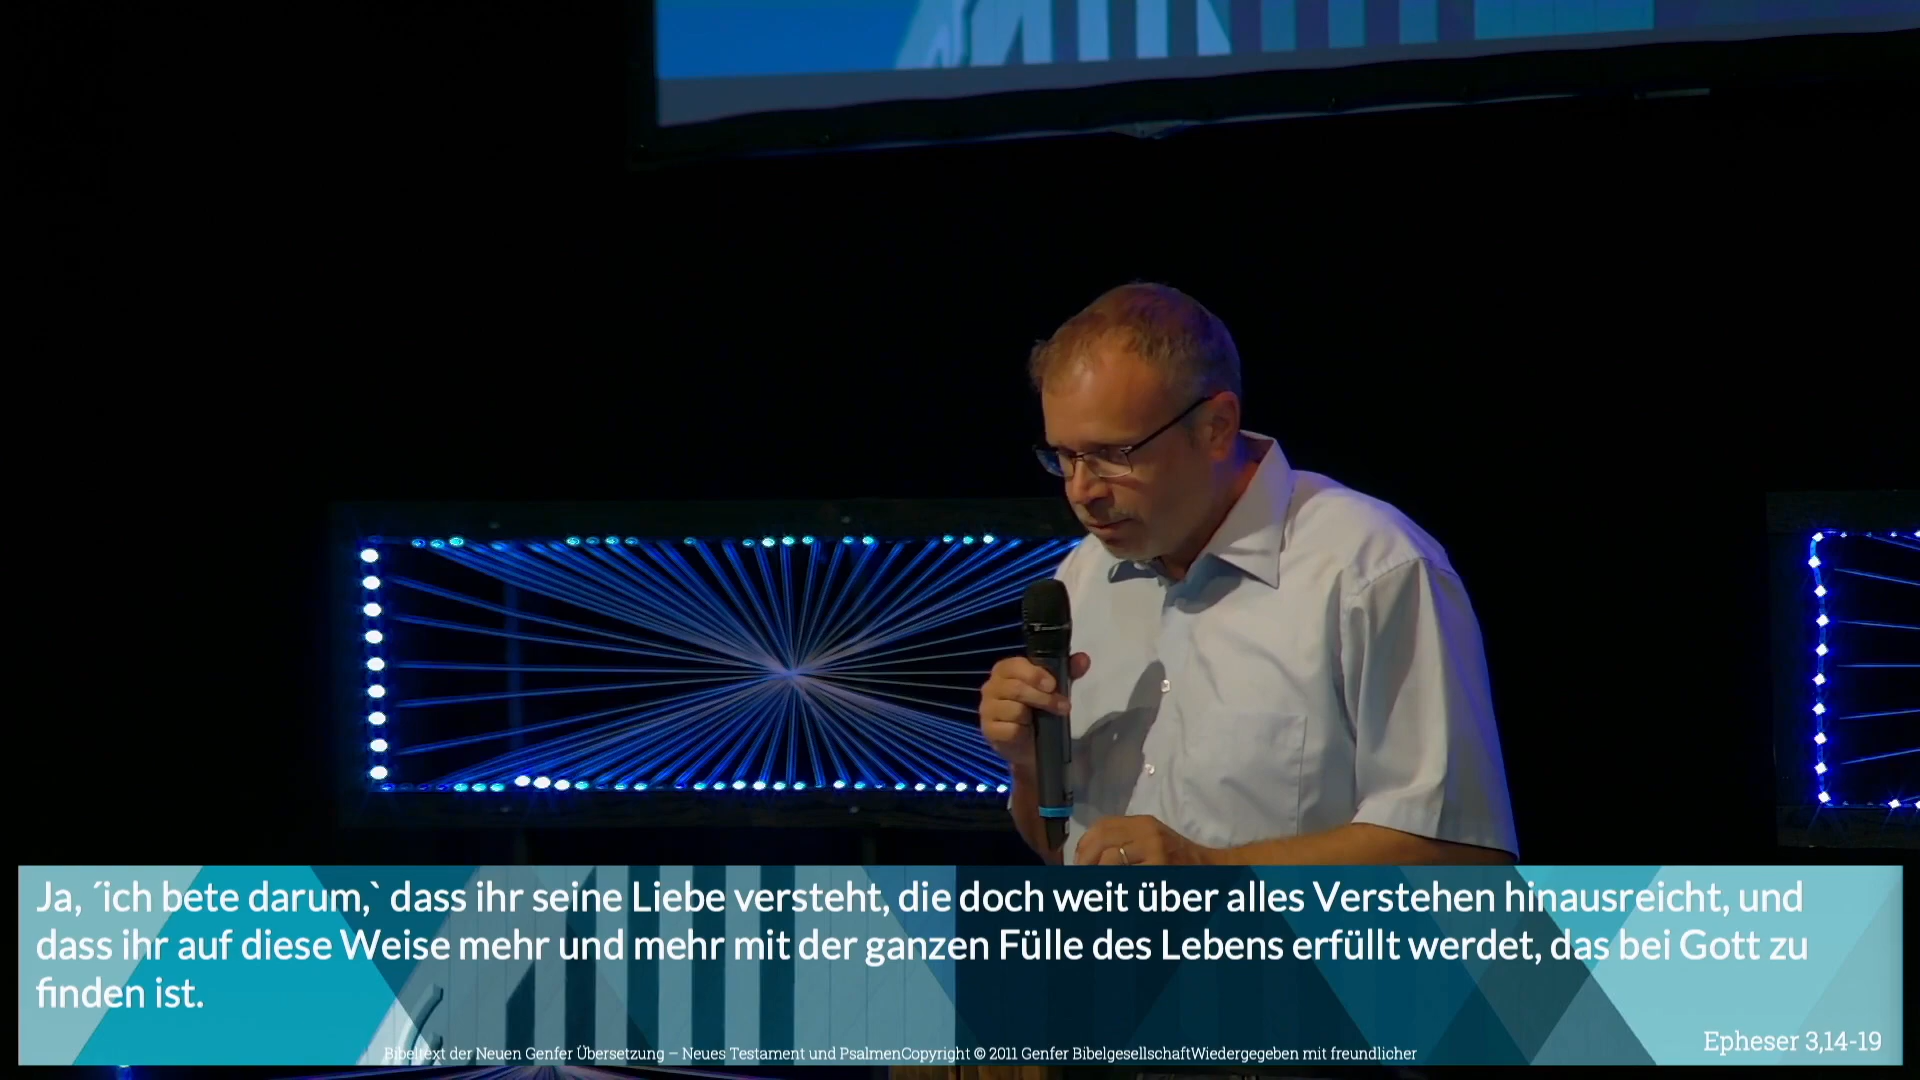 Ja, ´ich bete darum,` dass ihr seine Liebe versteht, die doch weit über alles Verstehen hinausreicht, und
dass ihr auf diese Weise mehr und mehr mit der ganzen Fülle des Lebens erfüllt werdet, das bei Gott zu
finden ist.
Epheser 3,14-19
Bibeltext der Neuen Genfer Übersetzung – Neues Testament und PsalmenCopyright © 2011 Genfer BibelgesellschaftWiedergegeben mit freundlicher